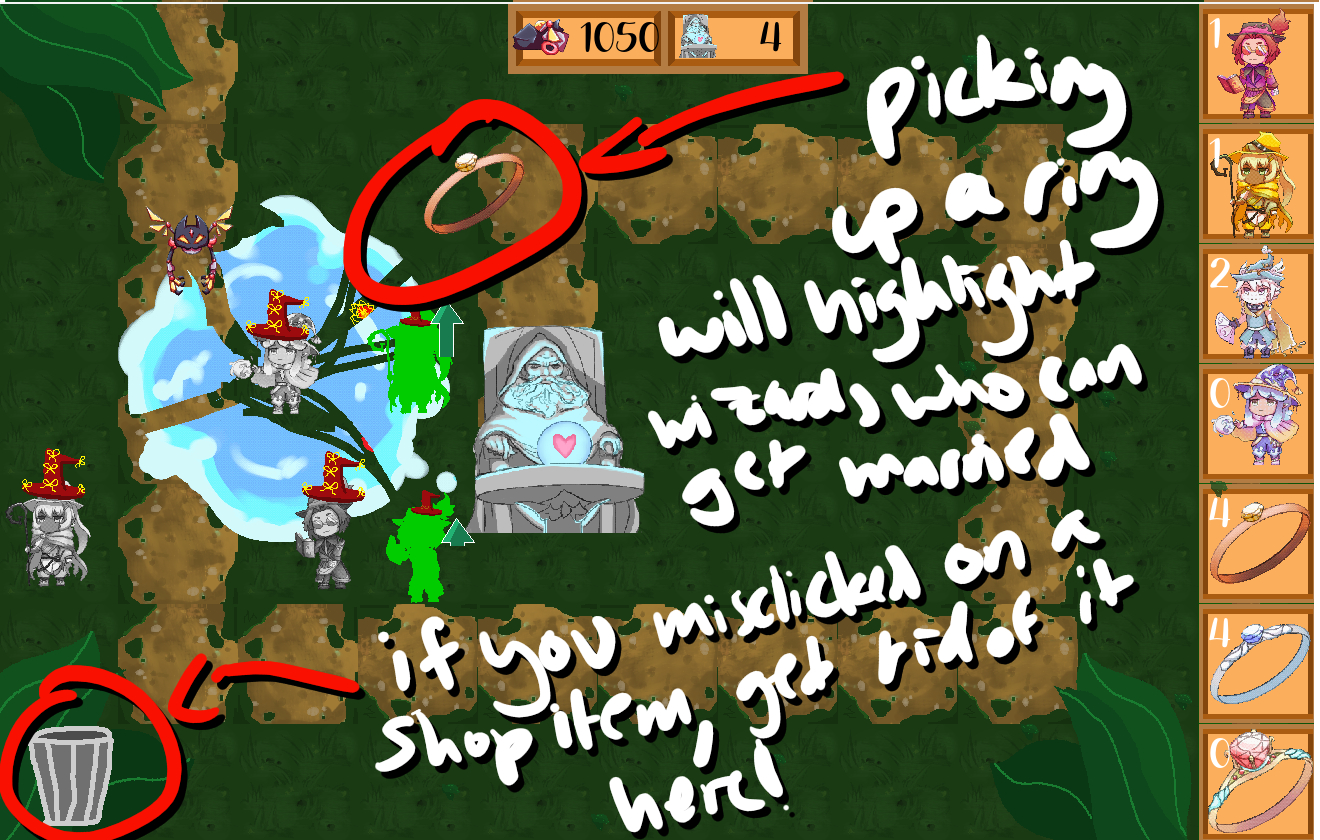 1050
4
1
1
2
0
4
4
0
Picking
up a ring
will highlight
wizards who can
get married
if you misclicked on a
shop item, get rid of it
here!